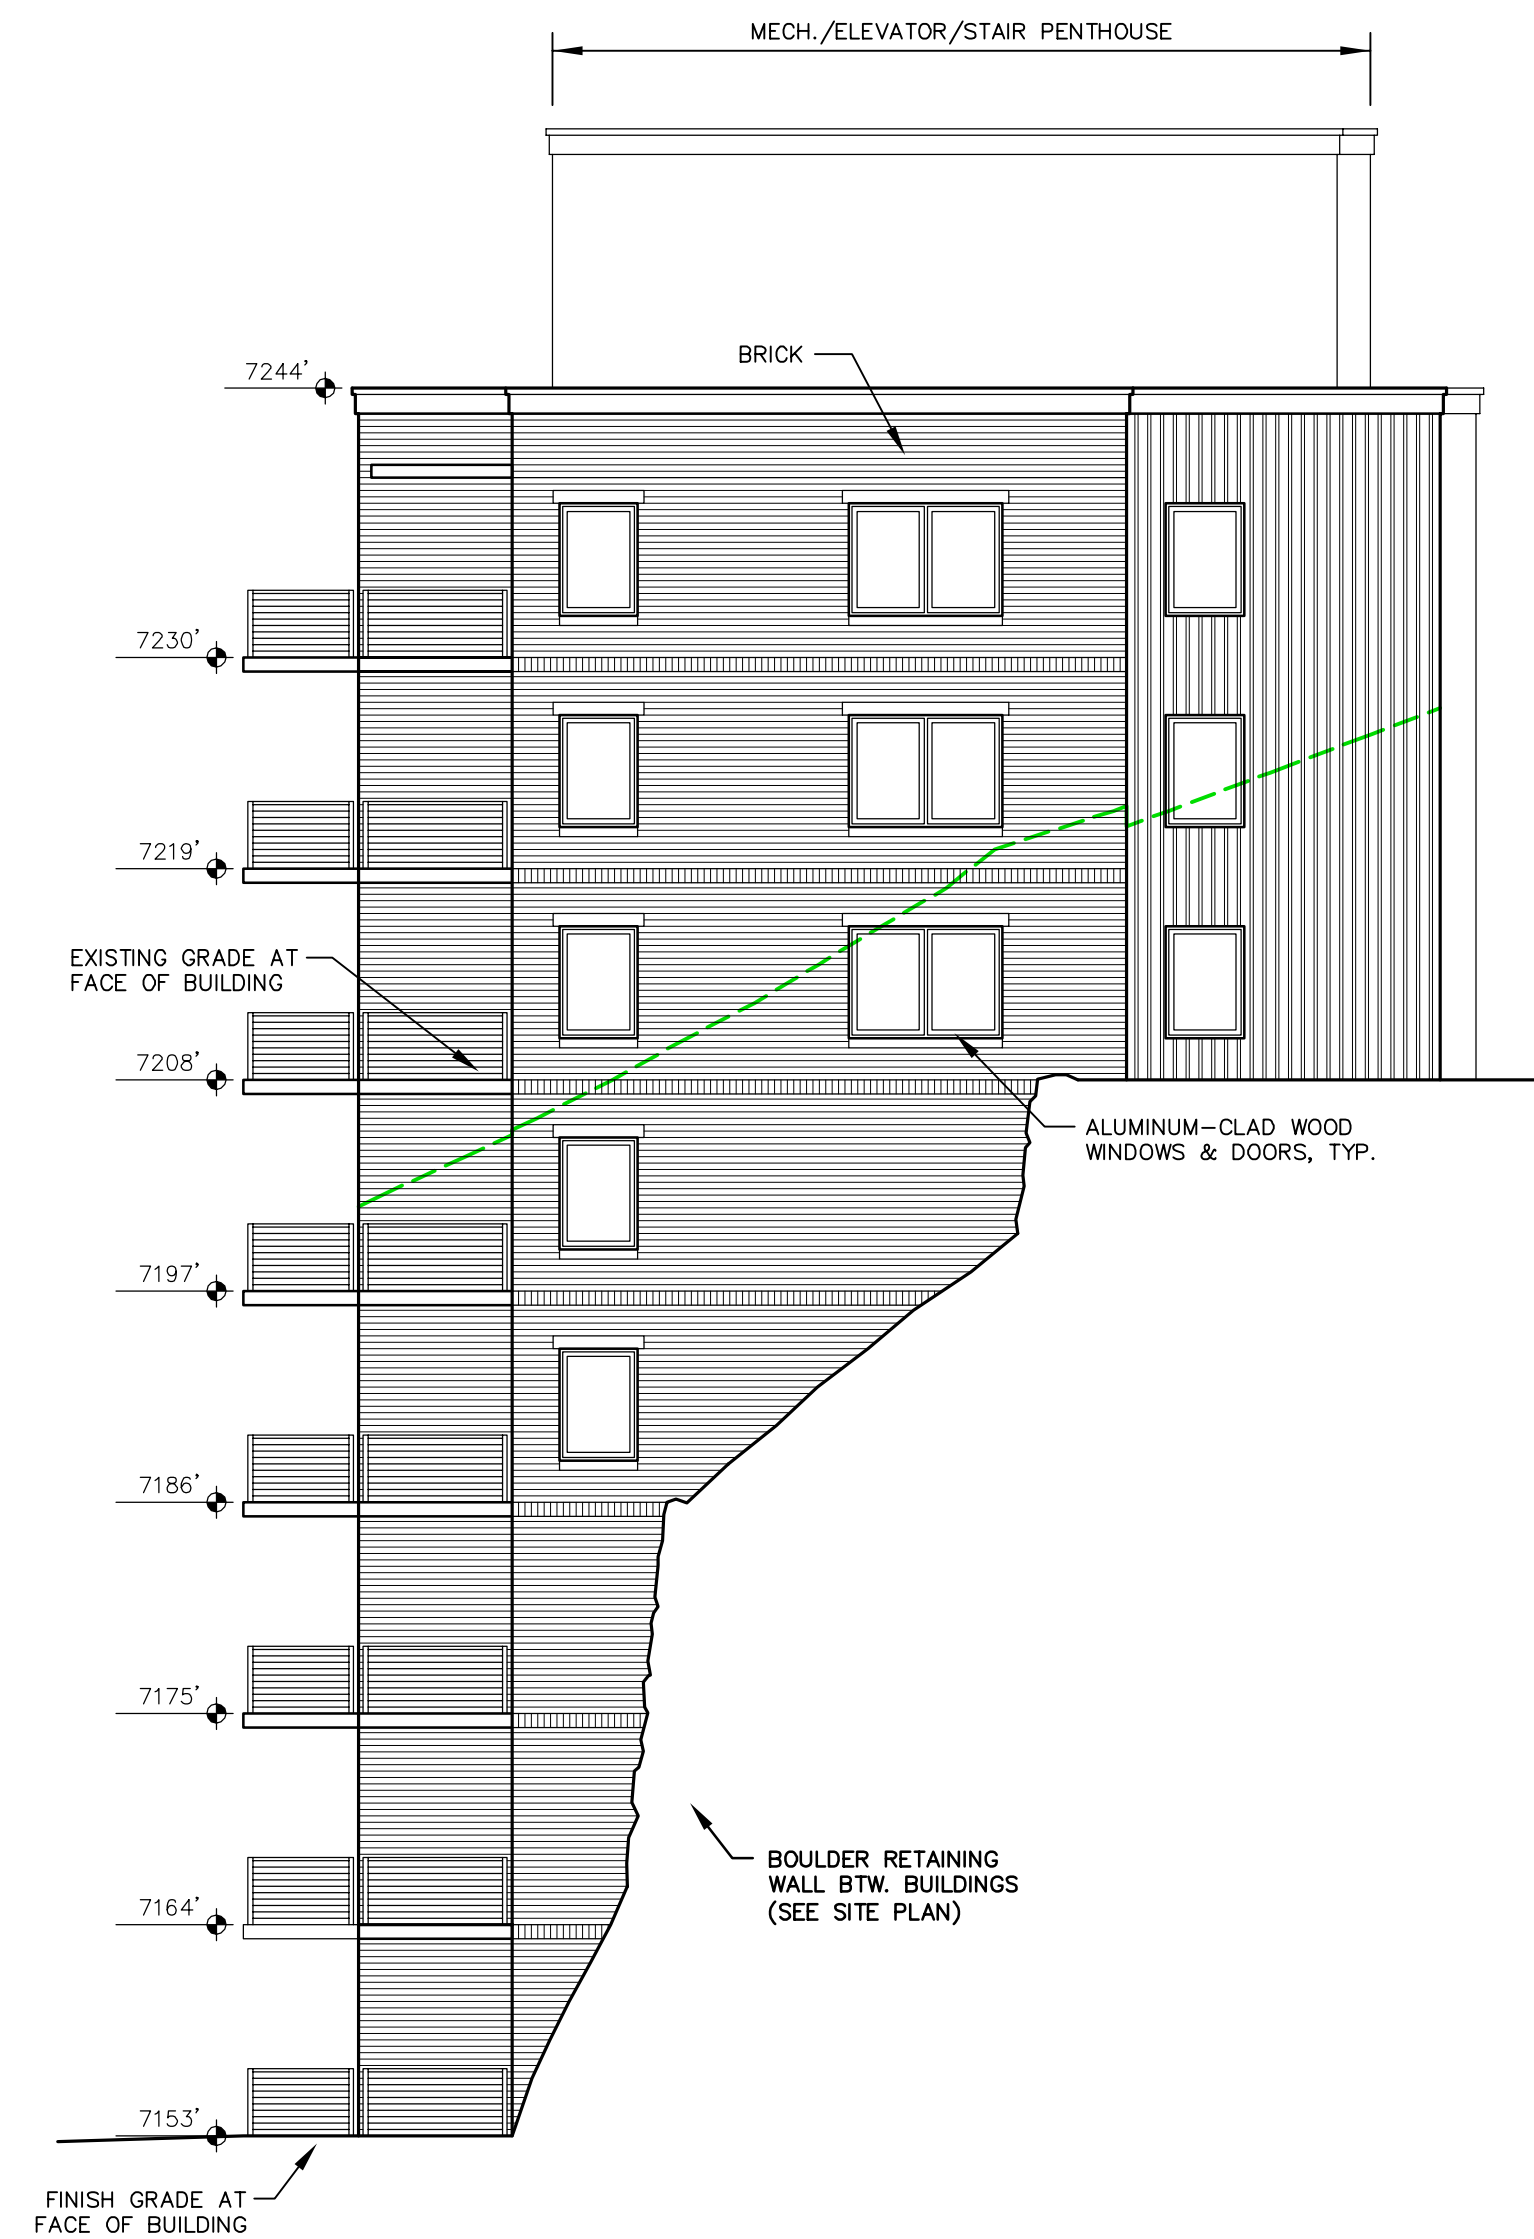 MECH./ELEVATOR/STAIR PENTHOUSE
BRICK
7244'
7230'
7219'
EXISTING GRADE AT
FACE OF BUILDING
7208'
ALUMINUM-CLAD WOOD
WINDOWS & DOORS, TYP.
7197'
7186'
7175'
BOULDER RETAINING
WALL BTW. BUILDINGS
(SEE SITE PLAN)
7164'
7153'
FINISH GRADE AT
FACE OF BUILDING